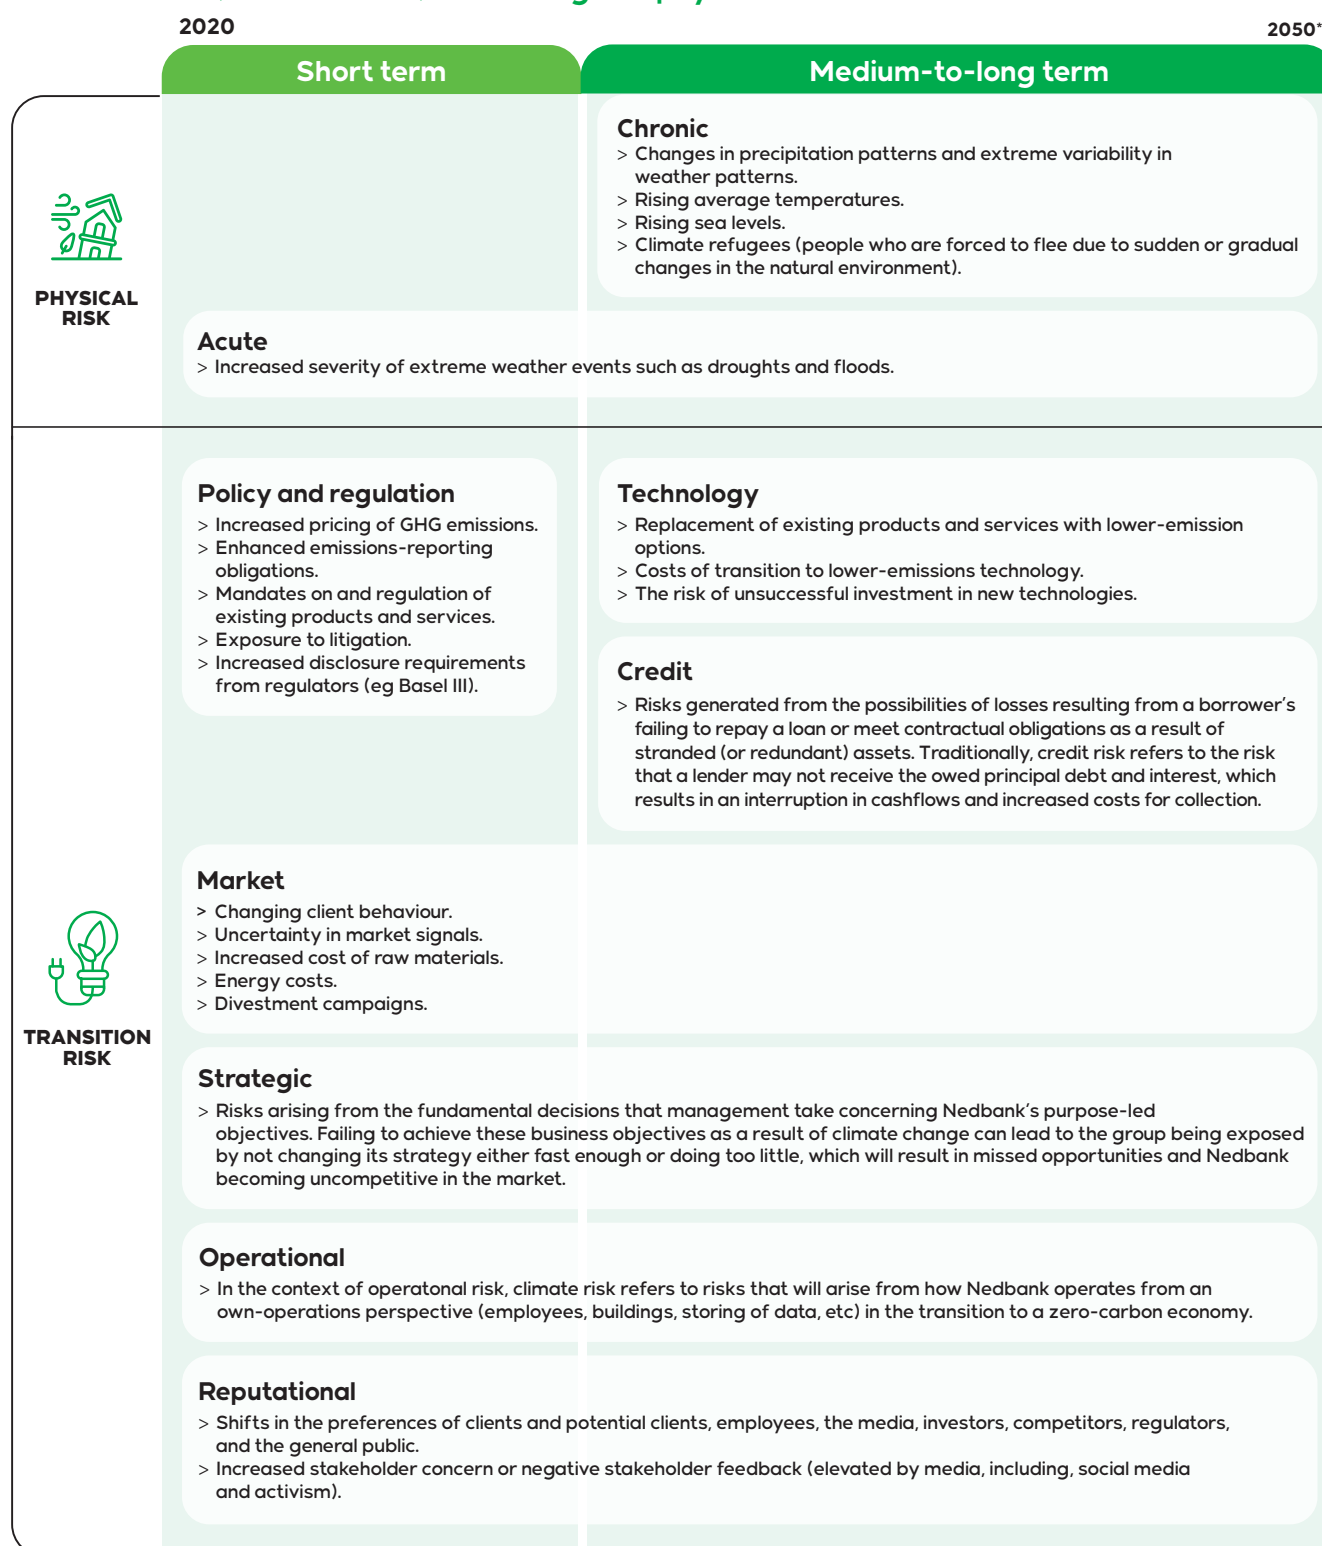 2020
2050*
Short term
Medium-to-long term
PHYSICAL
RISK
Chronic
> Changes in precipitation patterns and extreme variability in
weather patterns.
> Rising average temperatures.
> Rising sea levels.
> Climate refugees (people who are forced to flee due to sudden or gradual
changes in the natural environment).
Acute
> Increased severity of extreme weather events such as droughts and floods.
TRANSITION
RISK
Policy and regulation
> Increased pricing of GHG emissions.
> Enhanced emissions-reporting
obligations.
> Mandates on and regulation of
existing products and services.
> Exposure to litigation.
> Increased disclosure requirements
from regulators (eg Basel III).
Technology
> Replacement of existing products and services with lower-emission
options.
> Costs of transition to lower-emissions technology.
> The risk of unsuccessful investment in new technologies.
Credit
> Risks generated from the possibilities of losses resulting from a borrower's
failing to repay a loan or meet contractual obligations as a result of
stranded (or redundant) assets. Traditionally, credit risk refers to the risk
that a lender may not receive the owed principal debt and interest, which
results in an interruption in cashflows and increased costs for collection.
Market
> Changing client behaviour.
> Uncertainty in market signals.
> Increased cost of raw materials.
> Energy costs.
> Divestment campaigns.
Strategic
> Risks arising from the fundamental decisions that management take concerning Nedbank's purpose-led
objectives. Failing to achieve these business objectives as a result of climate change can lead to the group being exposed
by not changing its strategy either fast enough or doing too little, which will result in missed opportunities and Nedbank
becoming uncompetitive in the market.
Operational
> In the context of operatonal risk, climate risk refers to risks that will arise from how Nedbank operates from an
own-operations perspective (employees, buildings, storing of data, etc) in the transition to a zero-carbon economy.
Reputational
> Shifts in the preferences of clients and potential clients, employees, the media, investors, competitors, regulators,
and the general public.
> Increased stakeholder concern or negative stakeholder feedback (elevated by media, including, social media
and activism).